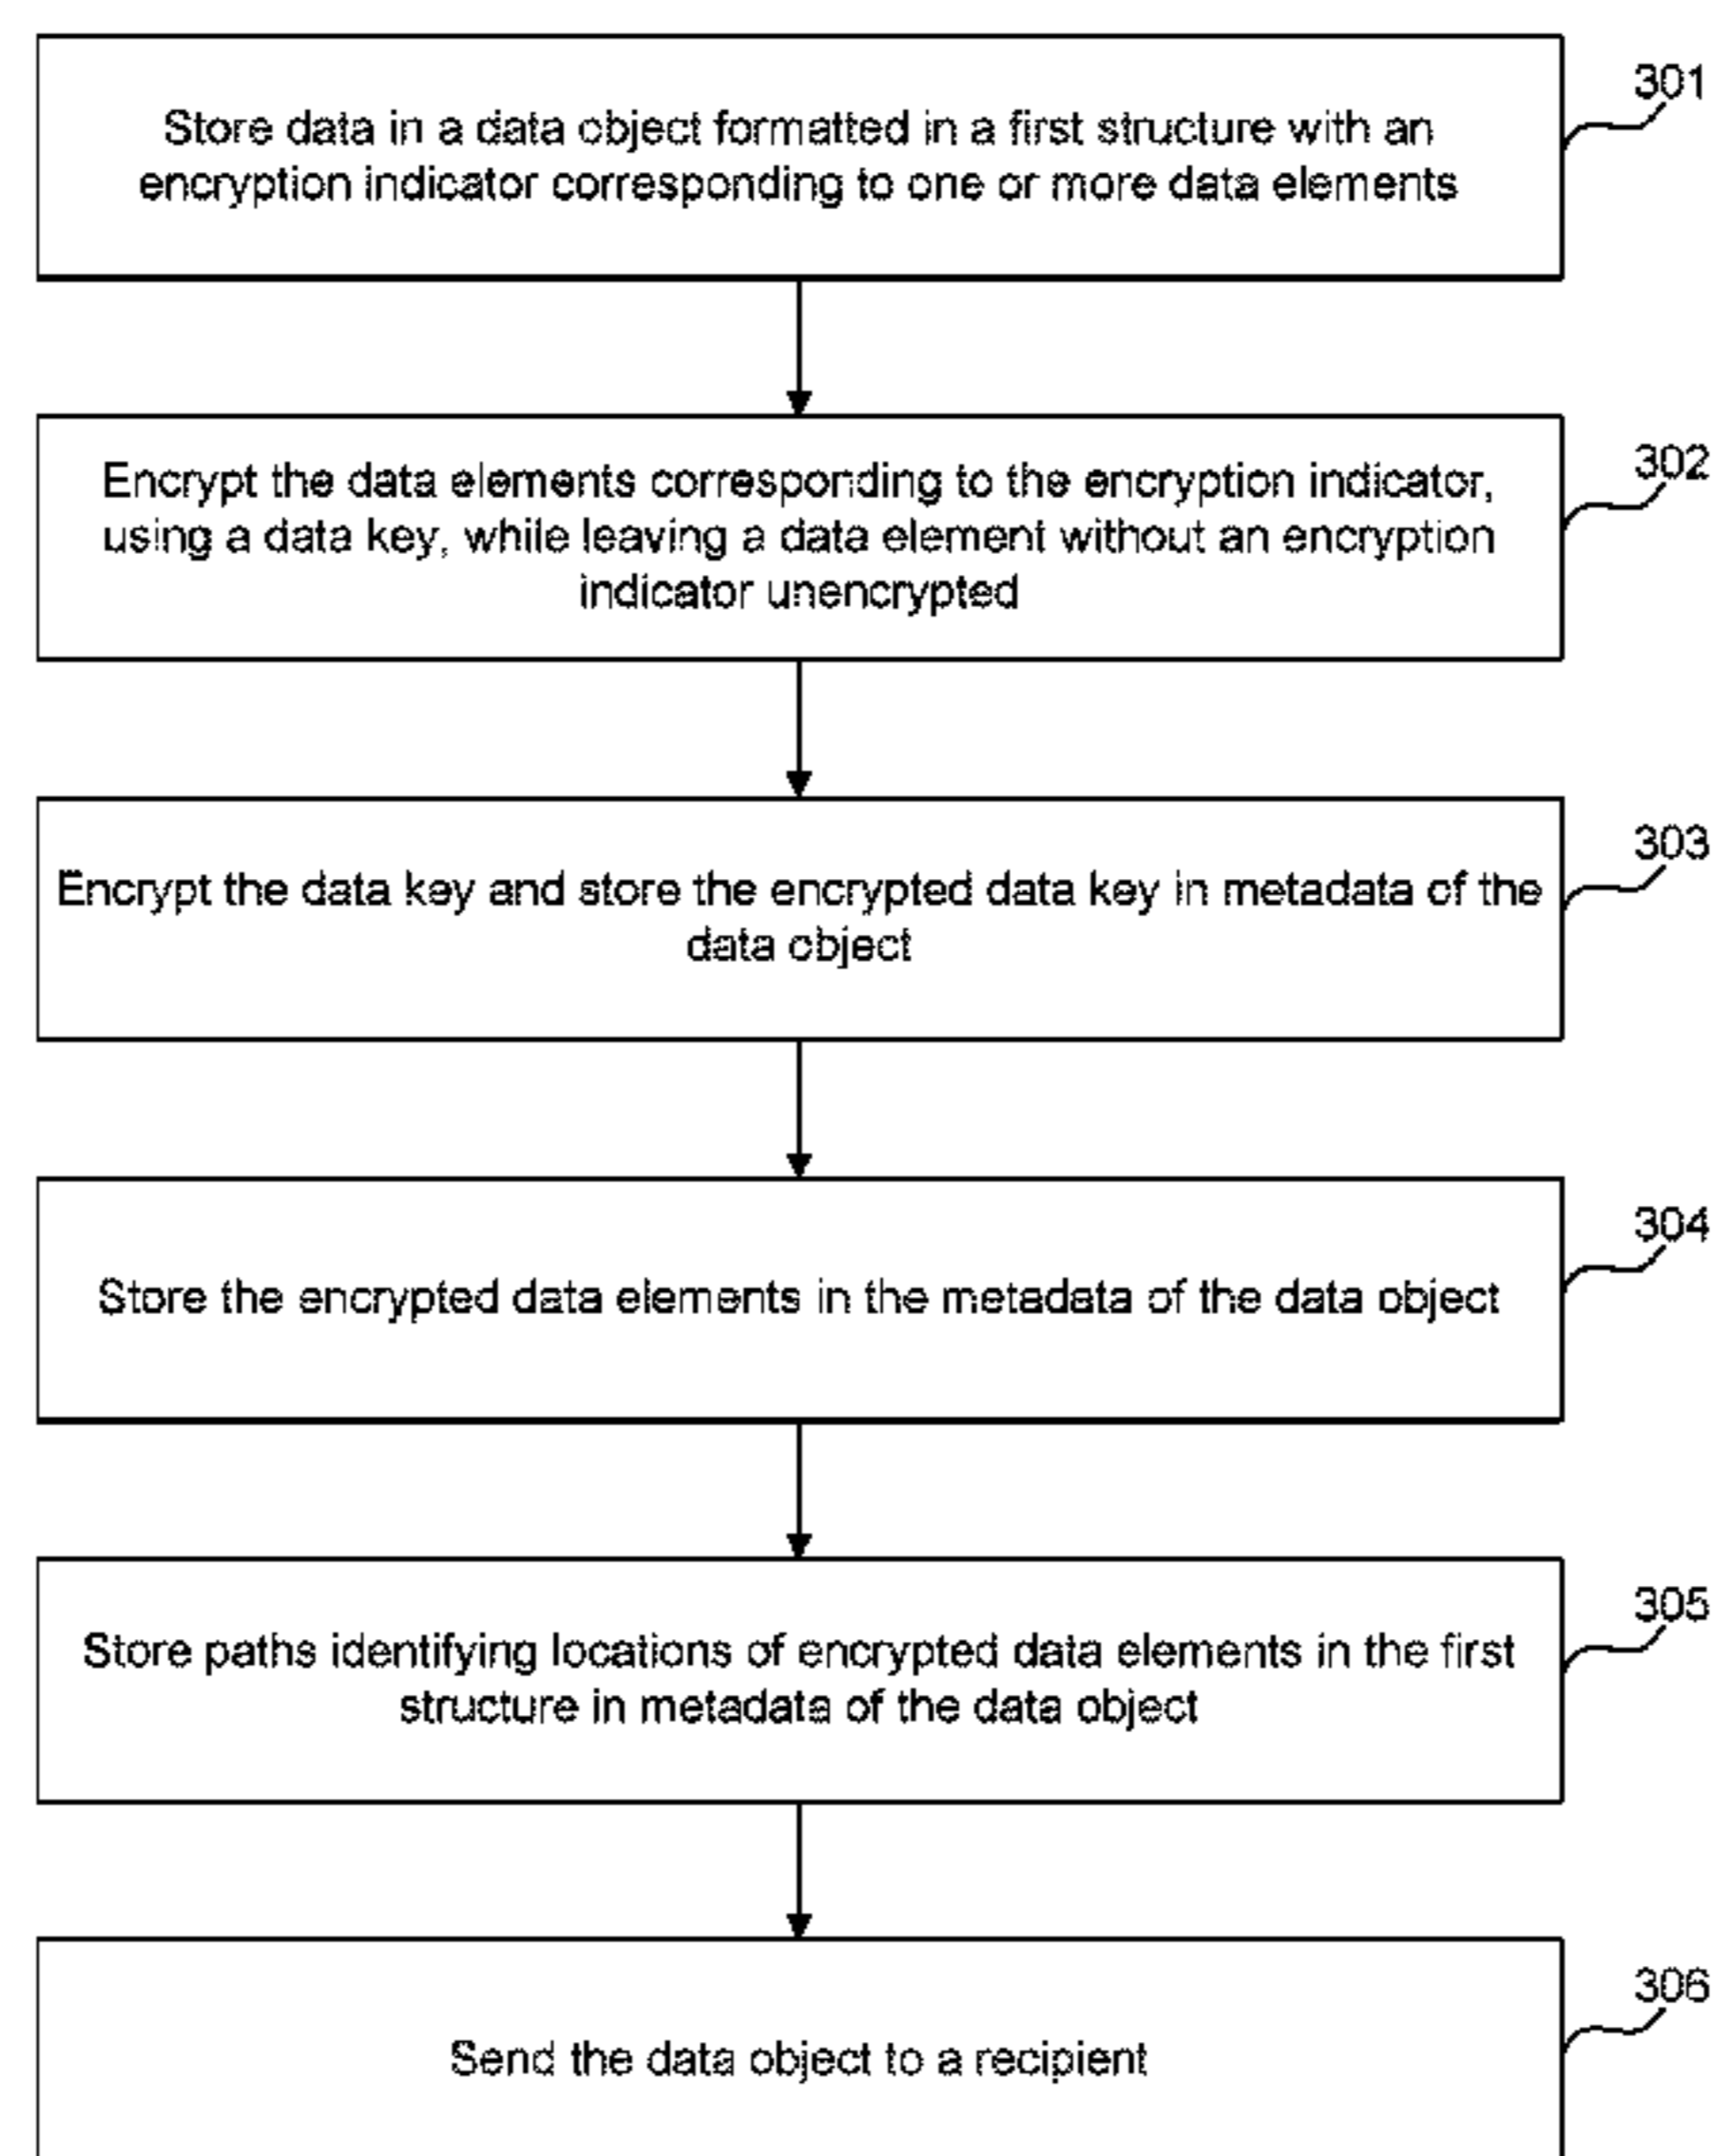 301
Store data in a data object formatted in a first structure with an
encryption indicator corresponding to one or more data elements
302
Encrypt the data elements corresponding to the encryption indicator,
using a data key, while leaving a data element without an encryption
indicator unencrypted
303
Encrypt the data key and store the encrypted data key in metadata of the
data object
304
Store the encrypted data elements in the metadata of the data object
305
Store paths identifying locations of encrypted data elements in the first
structure in metadata of the data object
306
Send the data object to a recipient